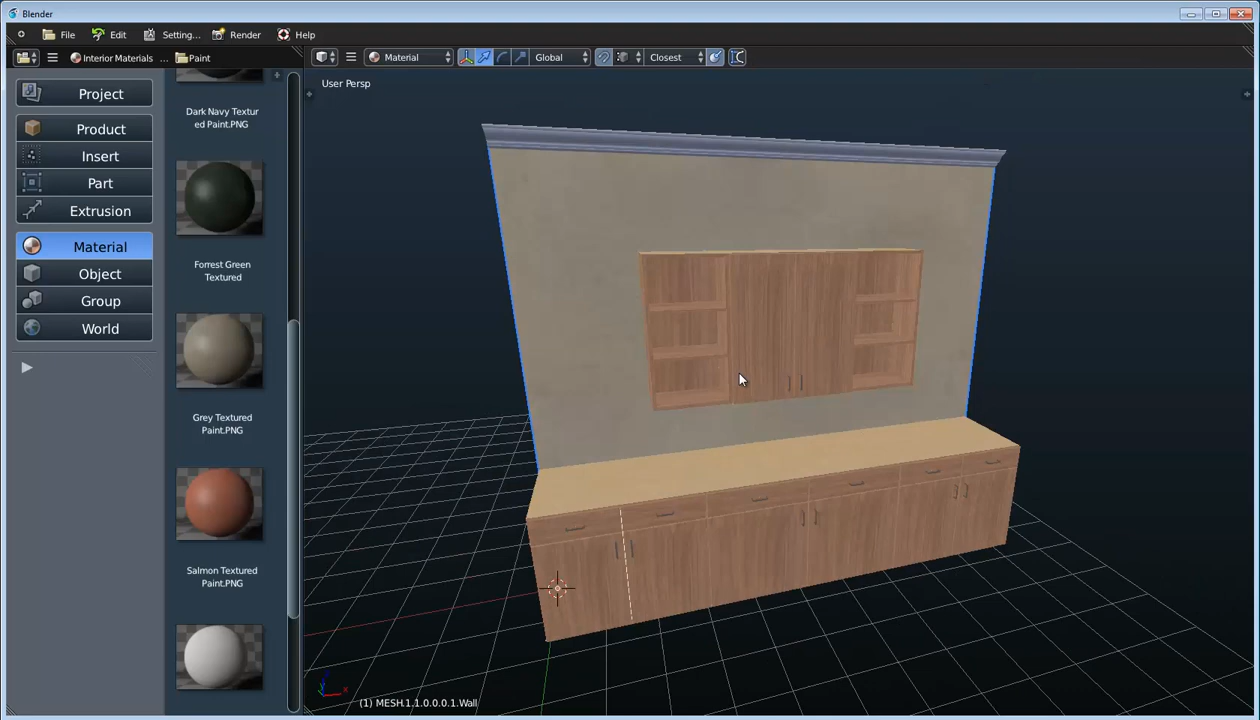 Blender
File
Edit
Setting...
Render
Help
Interior Materials
...
Paint
Material
Global
Closest
Project
Product
Insert
Part
Extrusion
Material
Object
Group
World
Dark Navy Textur
ed Paint.PNG
Forrest Green
Textured
Grey Textured
Paint.PNG
Salmon Textured
Paint.PNG
User Persp
(1) MESH.1.1.0.0.0.1.Wall